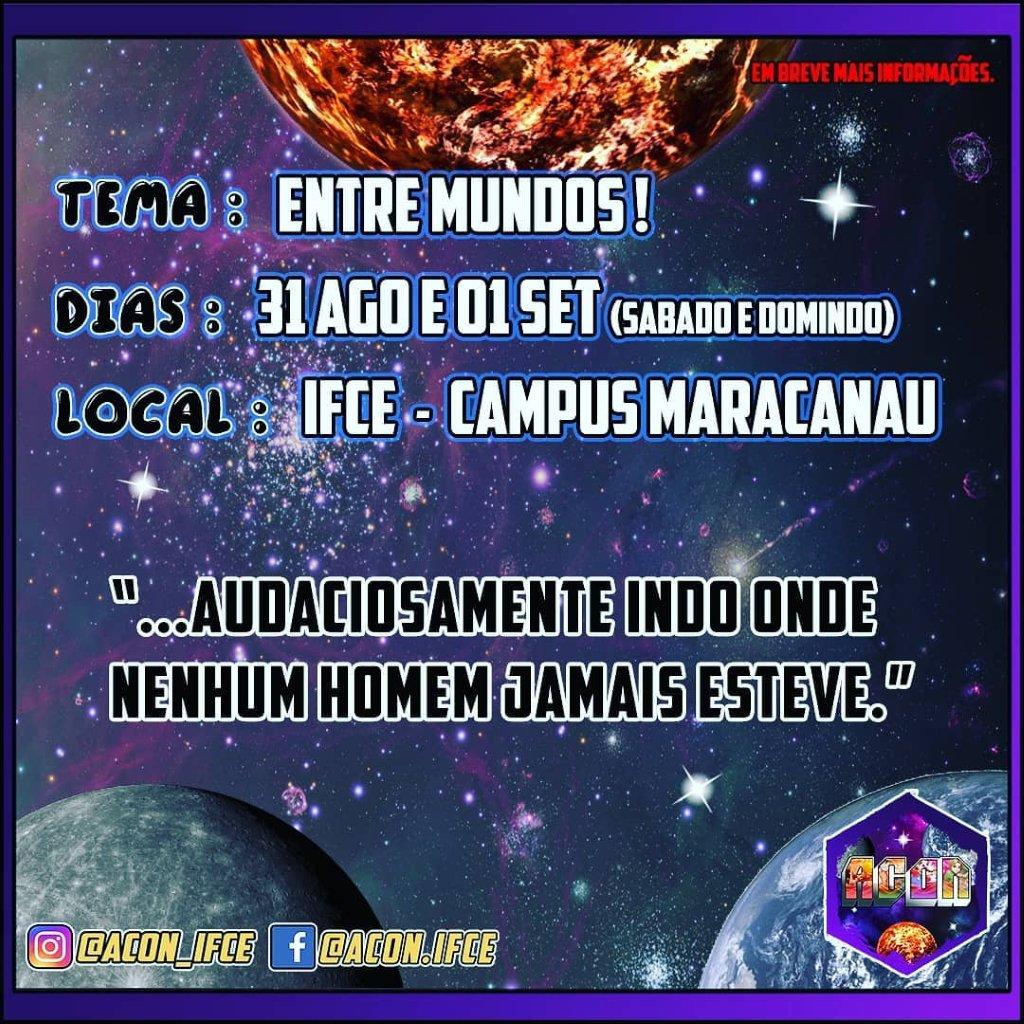 EM BREVE MAIS INFORMAÇÕES.
TEMA : ENTRE MUNDOS !
DIAS : 31 AGO E 01 SET (SABADO E DOMINDO)
LOCAL : IFCE - CAMPUS MARACANAU
"...AUDACIOSAMENTE INDO ONDE
NENHUM HOMEM JAMAIS ESTEVE."
ACON
@ACON_IFCE @ACON.IFCE